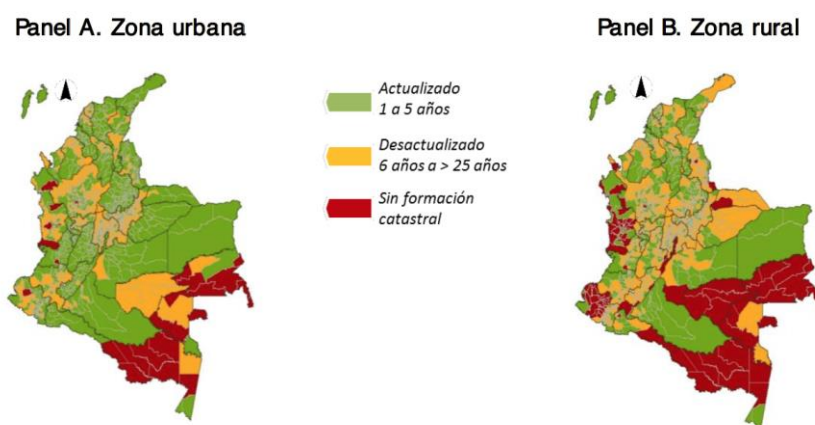 Panel A. Zona urbana
Panel B. Zona rural
Actualizado
1 a 5 años
Desactualizado
6 años a > 25 años
Sin formación
catastral